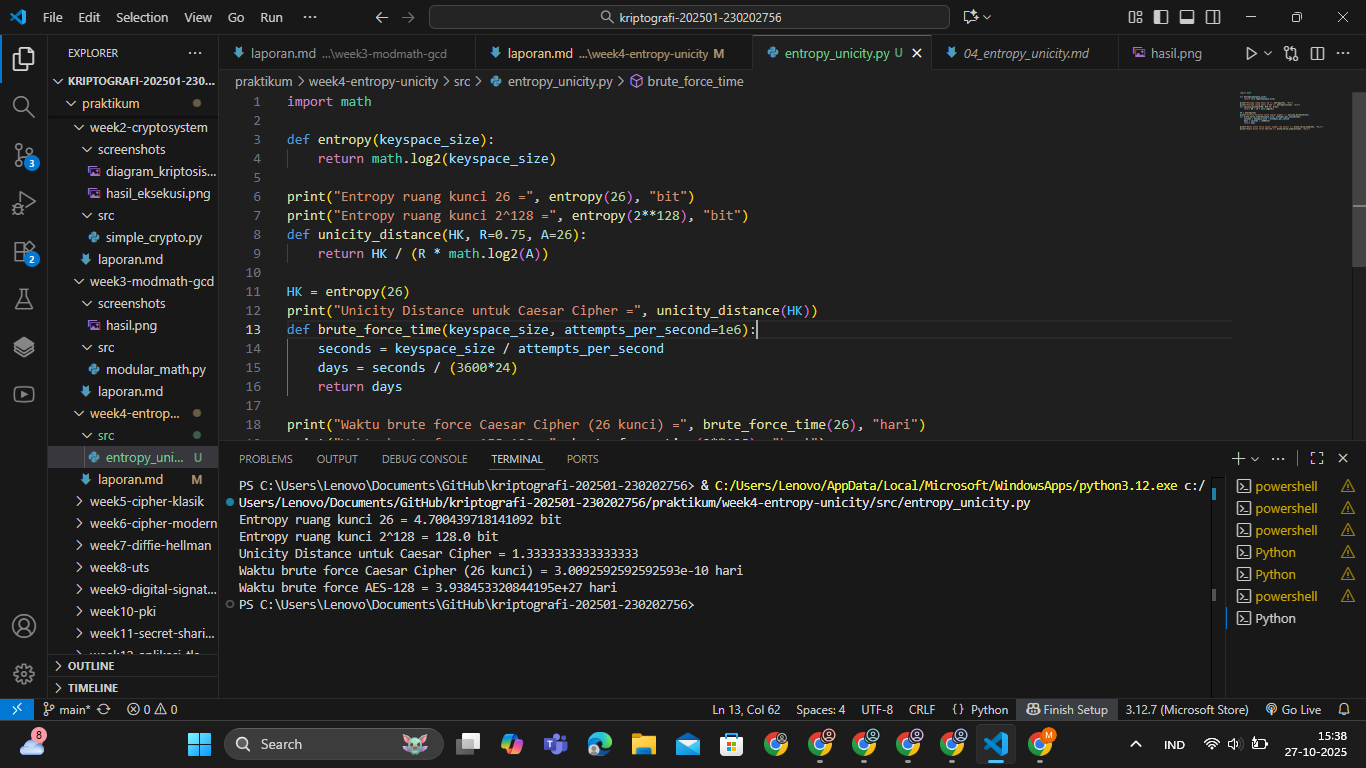 File Edit Selection View Go Run ··· kriptografi-202501-230202756
EXPLORER ···
KRIPTOGRAFI-202501-230...
praktikum
week2-cryptosystem
screenshots
diagram_kriptosis...
hasil_eksekusi.png
src
simple_crypto.py
laporan.md
week3-modmath-gcd
screenshots
hasil.png
src
modular_math.py
laporan.md
week4-entrop...
src
entropy_uni... U
laporan.md M
week5-cipher-klasik
week6-cipher-modern
week7-diffie-hellman
week8-uts
week9-digital-signat...
week10-pki
week11-secret-shari...
OUTLINE
TIMELINE
3
2
laporan.md ...\week3-modmath-gcd laporan.md ...\week4-entropy-unicity M entropy_unicity.py U 04_entropy_unicity.md hasil.png
praktikum > week4-entropy-unicity > src > entropy_unicity.py > brute_force_time
1 import math
2
3 def entropy(keyspace_size):
4 return math.log2(keyspace_size)
5
6 print("Entropy ruang kunci 26 =", entropy(26), "bit")
7 print("Entropy ruang kunci 2^128 =", entropy(2**128), "bit")
8 def unicity_distance(HK, R=0.75, A=26):
9 return HK / (R * math.log2(A))
10
11 HK = entropy(26)
12 print("Unicity Distance untuk Caesar Cipher =", unicity_distance(HK))
13 def brute_force_time(keyspace_size, attempts_per_second=1e6):
14 seconds = keyspace_size / attempts_per_second
15 days = seconds / (3600*24)
16 return days
17
18 print("Waktu brute force Caesar Cipher (26 kunci) =", brute_force_time(26), "hari")
PROBLEMS OUTPUT DEBUG CONSOLE TERMINAL PORTS
PS C:\Users\Lenovo\Documents\GitHub\kriptografi-202501-230202756> & C:/Users/Lenovo/AppData/Local/Microsoft/WindowsApps/python3.12.exe c:/
Users/Lenovo/Documents/GitHub/kriptografi-202501-230202756/praktikum/week4-entropy-unicity/src/entropy_unicity.py
Entropy ruang kunci 26 = 4.700439718141092 bit
Entropy ruang kunci 2^128 = 128.0 bit
Unicity Distance untuk Caesar Cipher = 1.3333333333333333
Waktu brute force Caesar Cipher (26 kunci) = 3.0092592592592593e-10 hari
Waktu brute force AES-128 = 3.938453320844195e+27 hari
PS C:\Users\Lenovo\Documents\GitHub\kriptografi-202501-230202756>
powershell
powershell
powershell
Python
Python
powershell
Python
main* 0 0 Ln 13, Col 62 Spaces: 4 UTF-8 CRLF {} Python Finish Setup 3.12.7 (Microsoft Store) Go Live
8 Search IND 15:38
27-10-2025